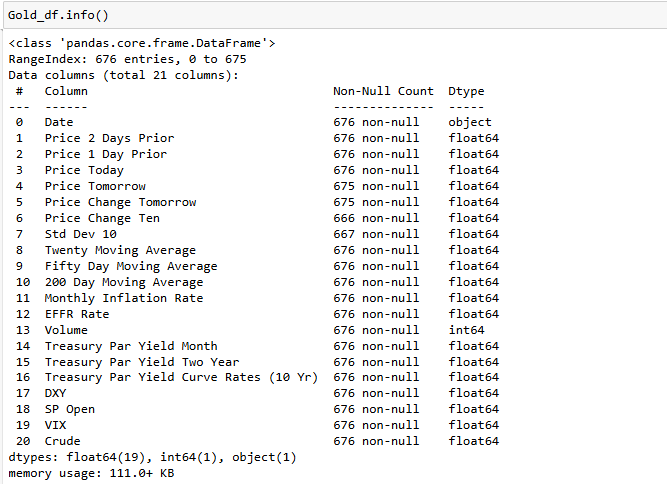 Gold_df.info()
<class 'pandas.core.frame.DataFrame'>
RangeIndex: 676 entries, 0 to 675
Data columns (total 21 columns):
 #   Column                                Non-Null Count  Dtype
---  ------                                --------------  -----
 0   Date                                  676 non-null    object
 1   Price 2 Days Prior                    676 non-null    float64
 2   Price 1 Day Prior                     676 non-null    float64
 3   Price Today                           676 non-null    float64
 4   Price Tomorrow                        675 non-null    float64
 5   Price Change Tomorrow                 675 non-null    float64
 6   Price Change Ten                      666 non-null    float64
 7   Std Dev 10                            667 non-null    float64
 8   Twenty Moving Average                 676 non-null    float64
 9   Fifty Day Moving Average              676 non-null    float64
 10  200 Day Moving Average                676 non-null    float64
 11  Monthly Inflation Rate                676 non-null    float64
 12  EFFR Rate                             676 non-null    float64
 13  Volume                                676 non-null    int64
 14  Treasury Par Yield Month              676 non-null    float64
 15  Treasury Par Yield Two Year           676 non-null    float64
 16  Treasury Par Yield Curve Rates (10 Yr)  676 non-null    float64
 17  DXY                                   676 non-null    float64
 18  SP Open                               676 non-null    float64
 19  VIX                                   676 non-null    float64
 20  Crude                                 676 non-null    float64
dtypes: float64(19), int64(1), object(1)
memory usage: 111.0+ KB